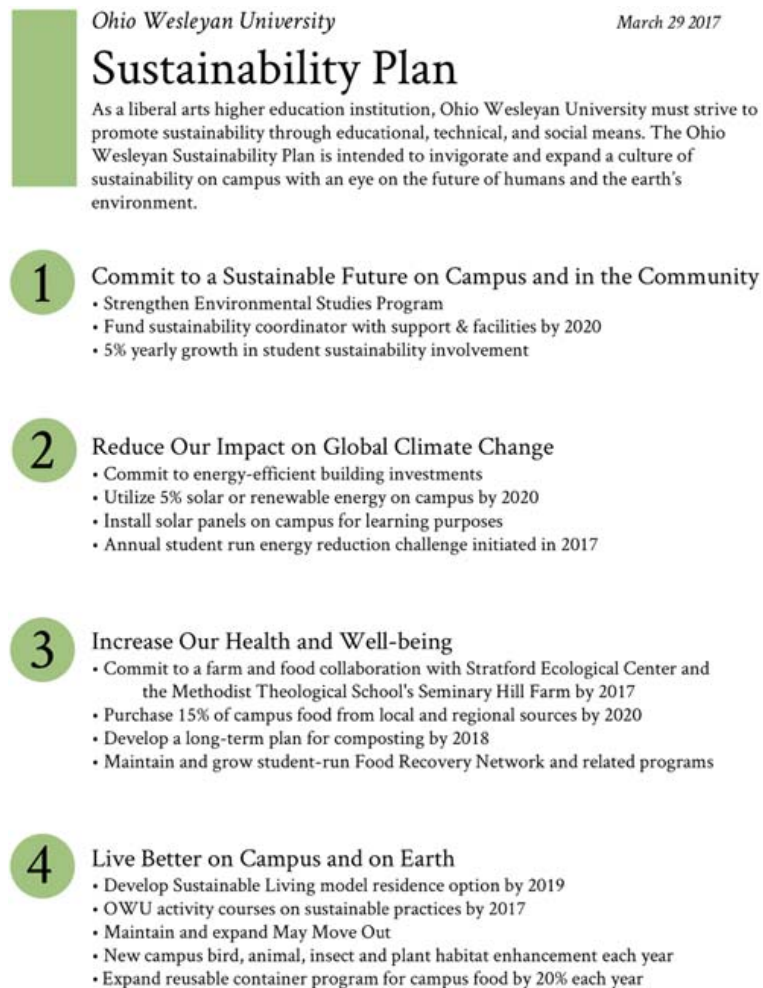 Ohio Wesleyan University
March 29 2017
Sustainability Plan
As a liberal arts higher education institution, Ohio Wesleyan University must strive to
promote sustainability through educational, technical, and social means. The Ohio
Wesleyan Sustainability Plan is intended to invigorate and expand a culture of
sustainability on campus with an eye on the future of humans and the earth's
environment.
1
Commit to a Sustainable Future on Campus and in the Community
• Strengthen Environmental Studies Program
• Fund sustainability coordinator with support & facilities by 2020
• 5% yearly growth in student sustainability involvement
2
Reduce Our Impact on Global Climate Change
• Commit to energy-efficient building investments
• Utilize 5% solar or renewable energy on campus by 2020
• Install solar panels on campus for learning purposes
• Annual student run energy reduction challenge initiated in 2017
3
Increase Our Health and Well-being
• Commit to a farm and food collaboration with Stratford Ecological Center and
the Methodist Theological School's Seminary Hill Farm by 2017
• Purchase 15% of campus food from local and regional sources by 2020
• Develop a long-term plan for composting by 2018
• Maintain and grow student-run Food Recovery Network and related programs
4
Live Better on Campus and on Earth
• Develop Sustainable Living model residence option by 2019
• OWU activity courses on sustainable practices by 2017
• Maintain and expand May Move Out
• New campus bird, animal, insect and plant habitat enhancement each year
• Expand reusable container program for campus food by 20% each year